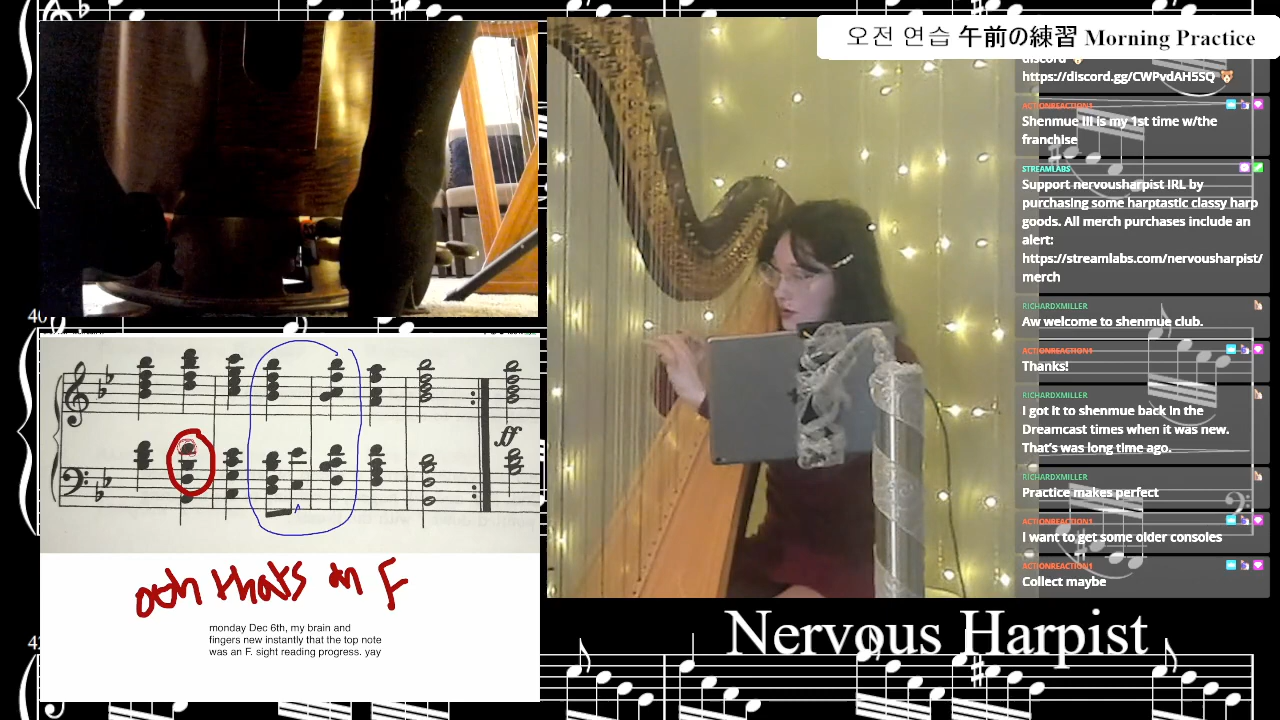 오전 연습 午前の練習 Morning Practice
discord
https://discord.gg/CWPvdAH5SQ
ACTIONREACTION1
Shenmue III is my 1st time w/the
franchise
STREAMLABS
Support nervousharpist IRL by
purchasing some harptastic classy harp
goods. All merch purchases include an
alert:
https://streamlabs.com/nervousharpist/
merch
RICHARDXMILLER
Aw welcome to shenmue club.
ACTIONREACTION1
Thanks!
RICHARDXMILLER
I got it to shenmue back in the
Dreamcast times when it was new.
That's was long time ago.
RICHARDXMILLER
Practice makes perfect
ACTIONREACTION1
I want to get some older consoles
ACTIONREACTION1
Collect maybe
40
ff
ooh thats an F
monday Dec 6th, my brain and
fingers new instantly that the top note
was an F. sight reading progress. yay
Nervous Harpist